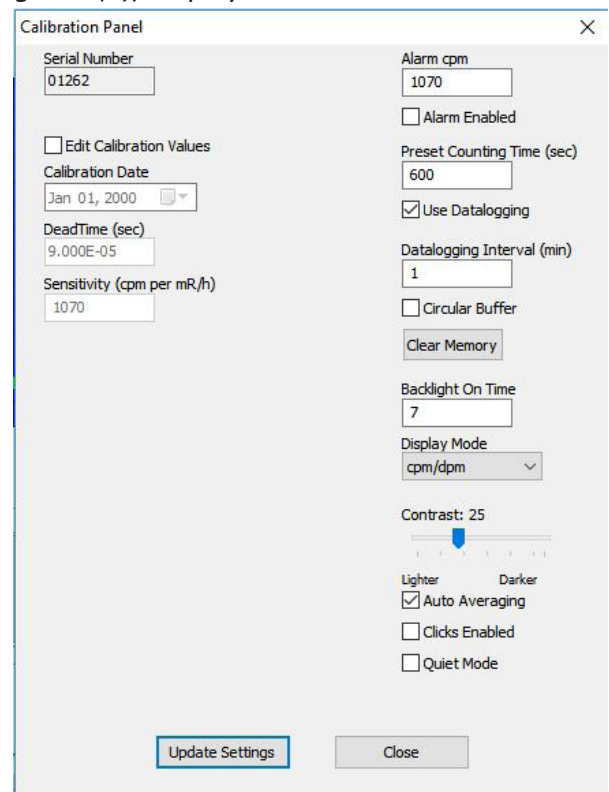 Calibration Panel
Serial Number
01262
Edit Calibration Values
Calibration Date
Jan 01, 2000
DeadTime (sec)
9.000E-05
Sensitivity (cpm per mR/h)
1070
Alarm cpm
1070
Alarm Enabled
Preset Counting Time (sec)
600
Use Datalogging
Datalogging Interval (min)
1
Circular Buffer
Clear Memory
Backlight On Time
7
Display Mode
cpm/dpm
Contrast: 25
Lighter Darker
Auto Averaging
Clicks Enabled
Quiet Mode
Update Settings Close